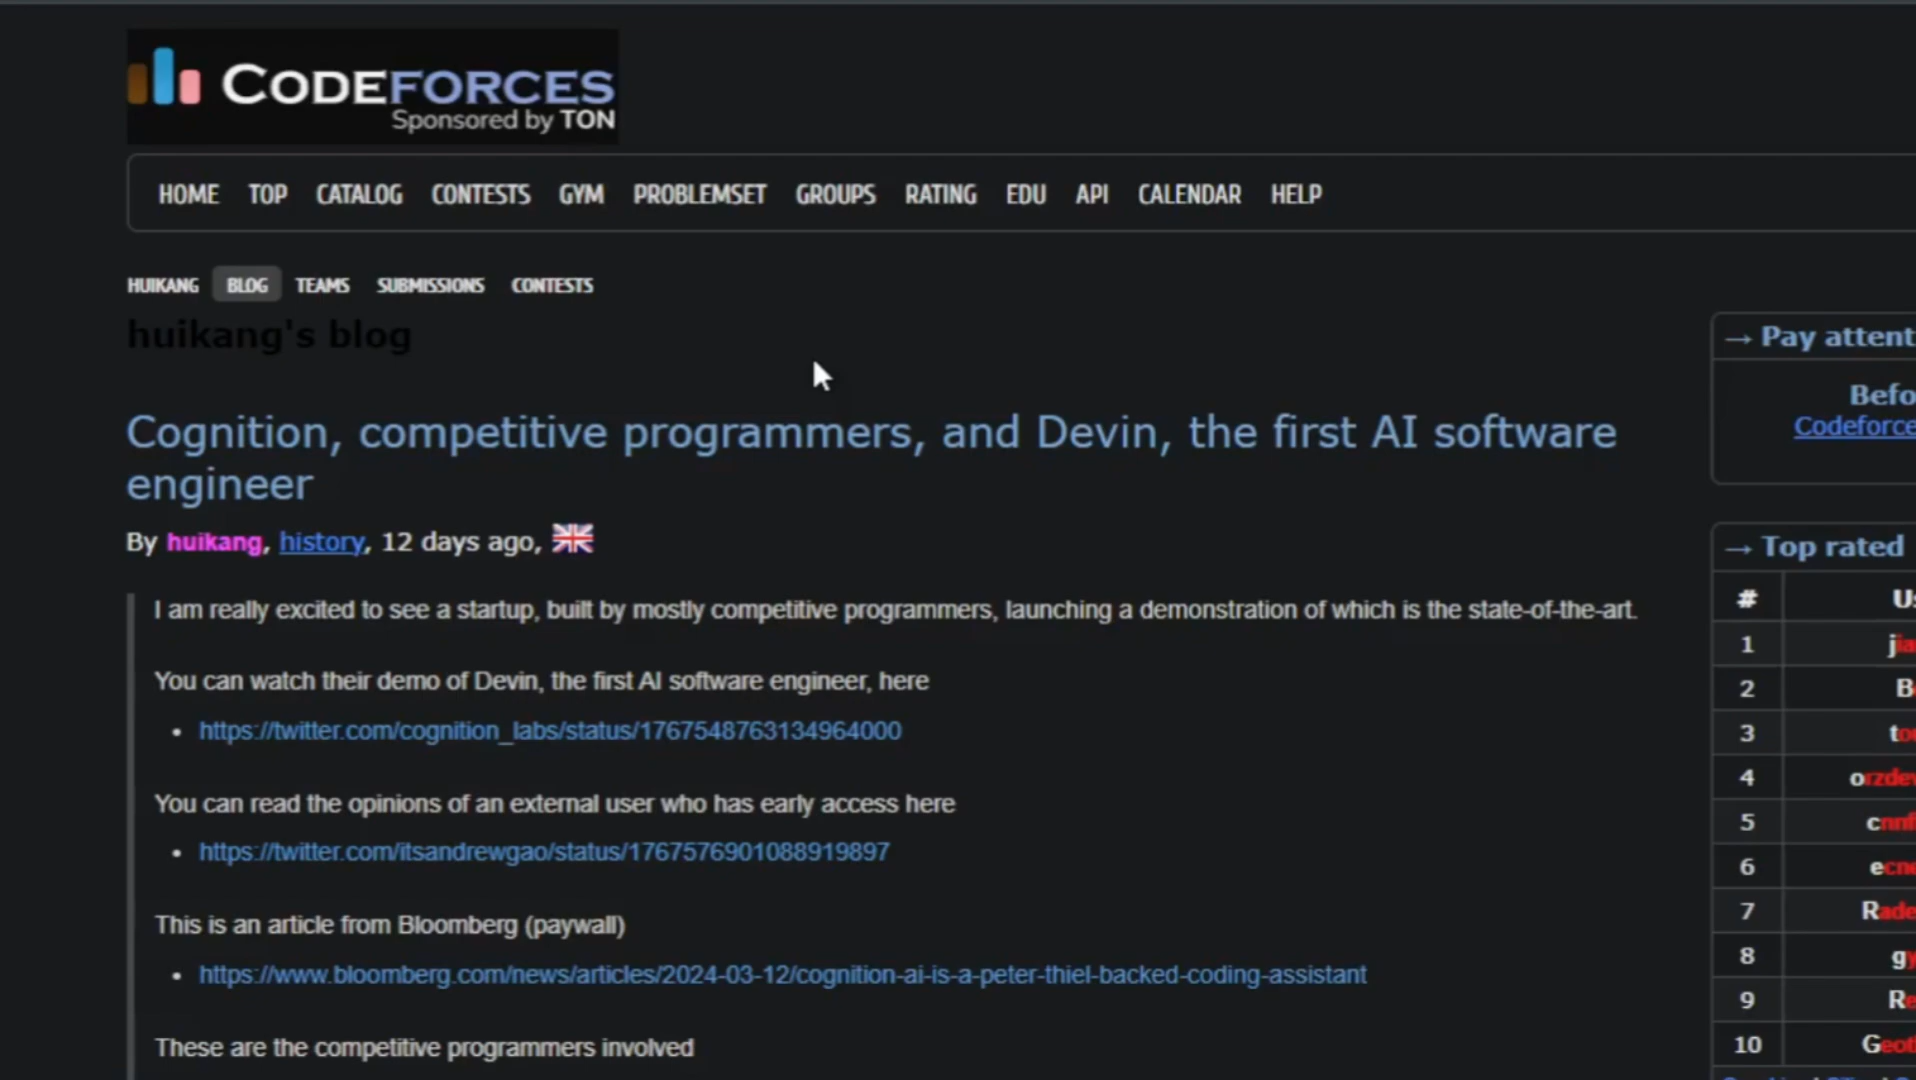 CODEFORCES
Sponsored by TON
HOME TOP CATALOG CONTESTS GYM PROBLEMSET GROUPS RATING EDU API CALENDAR HELP
HUIKANG BLOG TEAMS SUBMISSIONS CONTESTS
huikang's blog
Cognition, competitive programmers, and Devin, the first AI software
engineer
By huikang, history, 12 days ago,
I am really excited to see a startup, built by mostly competitive programmers, launching a demonstration of which is the state-of-the-art.
You can watch their demo of Devin, the first AI software engineer, here
• https://twitter.com/cognition_labs/status/1767548763134964000
You can read the opinions of an external user who has early access here
• https://twitter.com/itsandrewgao/status/1767576901088919897
This is an article from Bloomberg (paywall)
• https://www.bloomberg.com/news/articles/2024-03-12/cognition-ai-is-a-peter-thiel-backed-coding-assistant
These are the competitive programmers involved
→ Pay attent
Befo
Codeforce
→ Top rated
# Us
1
2
3
4
5
6
7
8
9
10